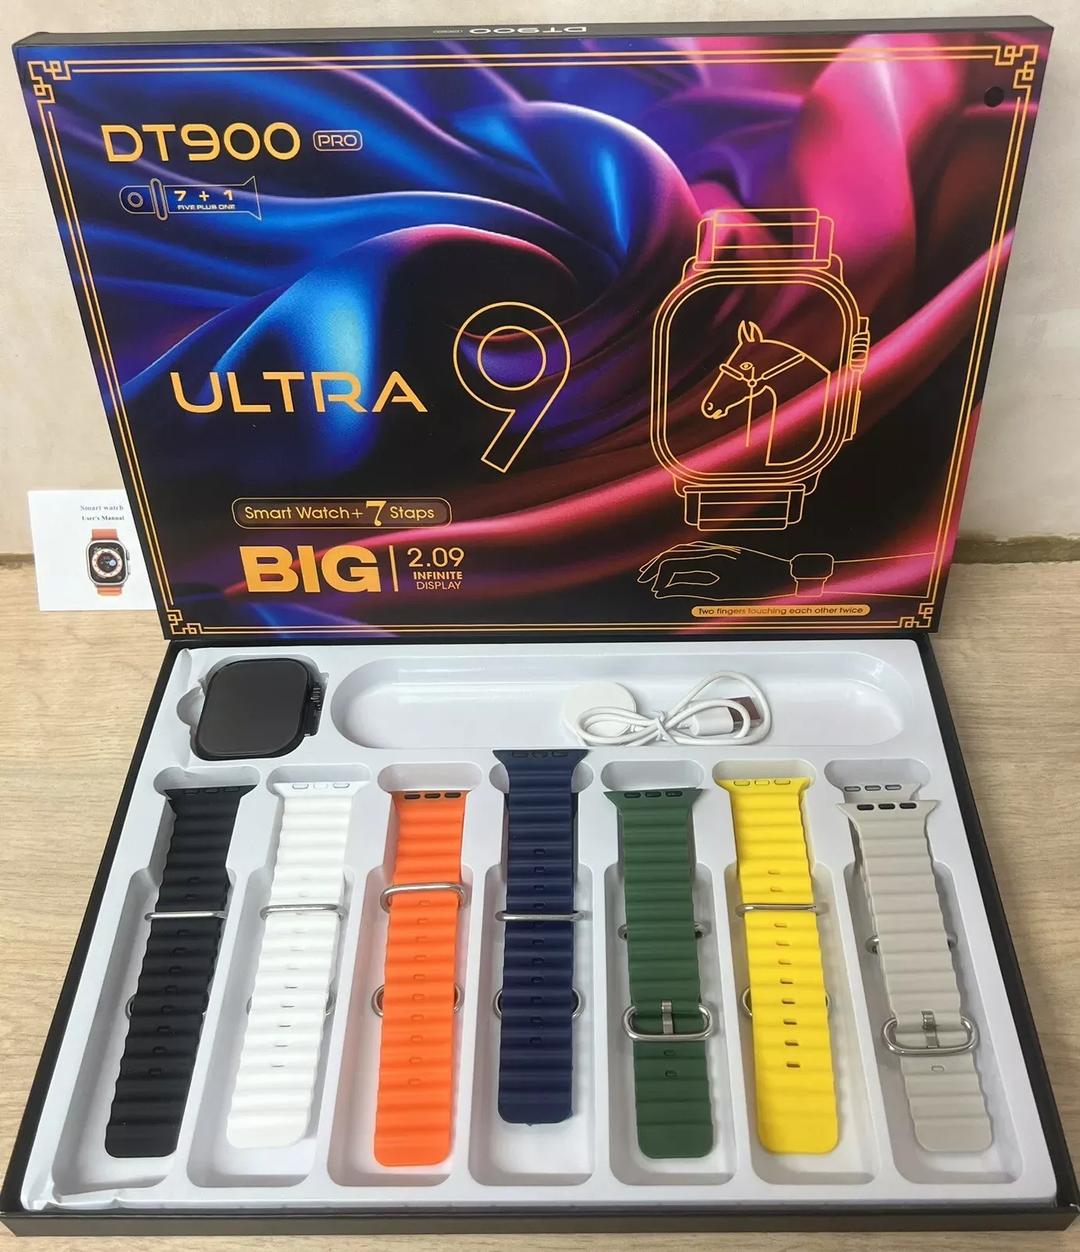 DT900
DT900 PRO
7 + 1
FIVE PLUS ONE
ULTRA 9
Smart Watch+7 Staps
BIG
2.09
INFINITE
DISPLAY
Two fingers touching each other twice
Smart watch
User's Manual